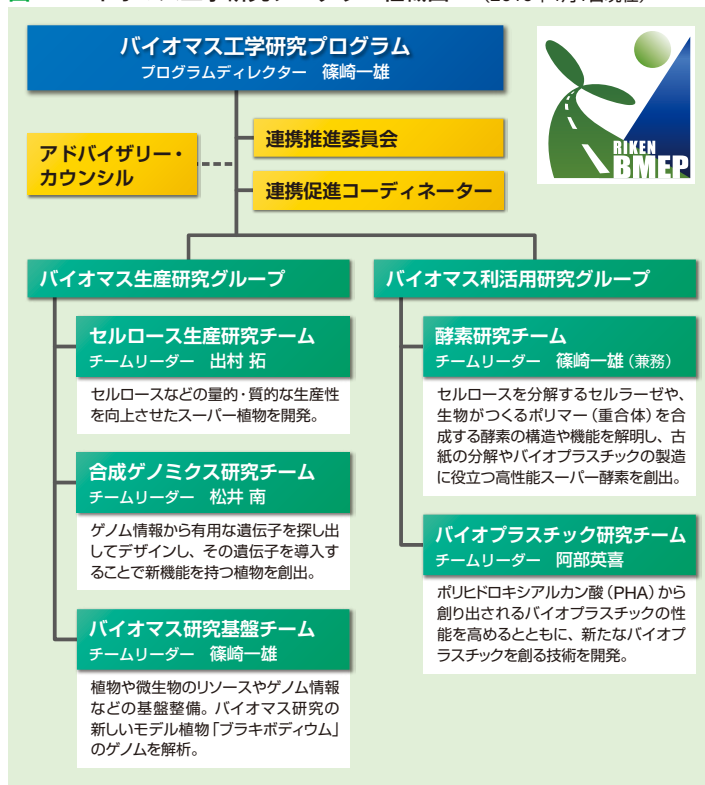 バイオマス工学研究プログラム
プログラムディレクター 篠崎一雄
アドバイザリー・
カウンシル
連携推進委員会
連携促進コーディネーター
RIKEN
BMEP
バイオマス生産研究グループ
セルロース生産研究チーム
チームリーダー 出村 拓
セルロースなどの量的・質的な生産性
を向上させたスーパー植物を開発。
合成ゲノミクス研究チーム
チームリーダー 松井 南
ゲノム情報から有用な遺伝子を探し出
してデザインし、その遺伝子を導入す
ることで新機能を持つ植物を創出。
バイオマス研究基盤チーム
チームリーダー 篠崎一雄
植物や微生物のリソースやゲノム情報
などの基盤整備。バイオマス研究の
新しいモデル植物「ブラキポディウム」
のゲノムを解析。
バイオマス利活用研究グループ
酵素研究チーム
チームリーダー 篠崎一雄(兼務)
セルロースを分解するセルラーゼや、
生物がつくるポリマー(重合体)を合
成する酵素の構造や機能を解明し、古
紙の分解やバイオプラスチックの製造
に役立つ高性能スーパー酵素を創出。
バイオプラスチック研究チーム
チームリーダー 阿部英喜
ポリヒドロキシアルカン酸(PHA)から
創り出されるバイオプラスチックの性
能を高めるとともに、新たなバイオプ
ラスチックを創る技術を開発。